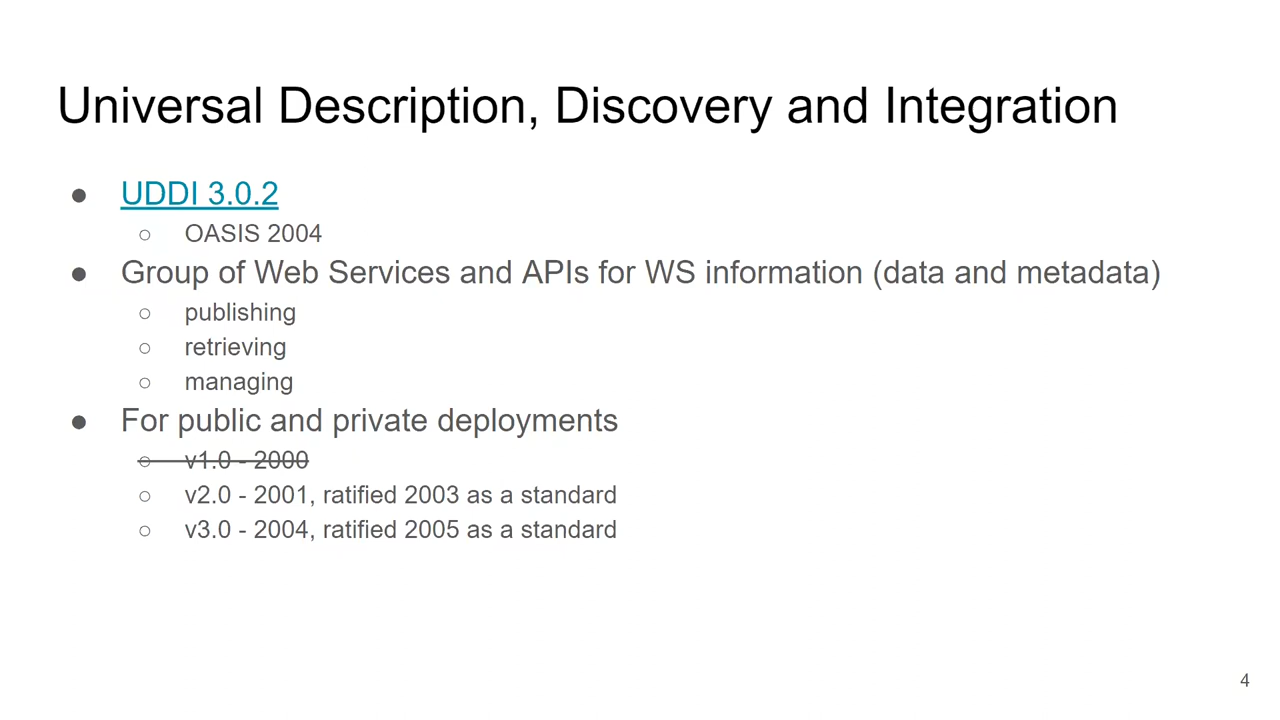 Universal Description, Discovery and Integration
● UDDI 3.0.2
○ OASIS 2004
● Group of Web Services and APIs for WS information (data and metadata)
○ publishing
○ retrieving
○ managing
● For public and private deployments
○ v1.0 - 2000
○ v2.0 - 2001, ratified 2003 as a standard
○ v3.0 - 2004, ratified 2005 as a standard
4